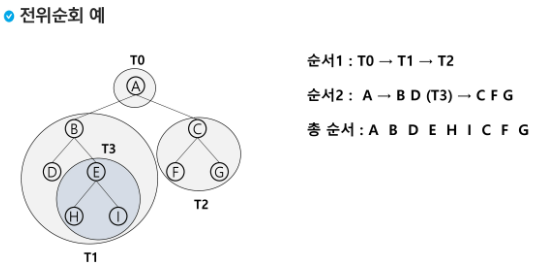 전위순회 예
T0
A
B
C
T3
D
E
F
G
H
I
T2
T1
순서1 : T0 → T1 → T2
순서2 : A → B D (T3) → C F G
총 순서 : A B D E H I C F G